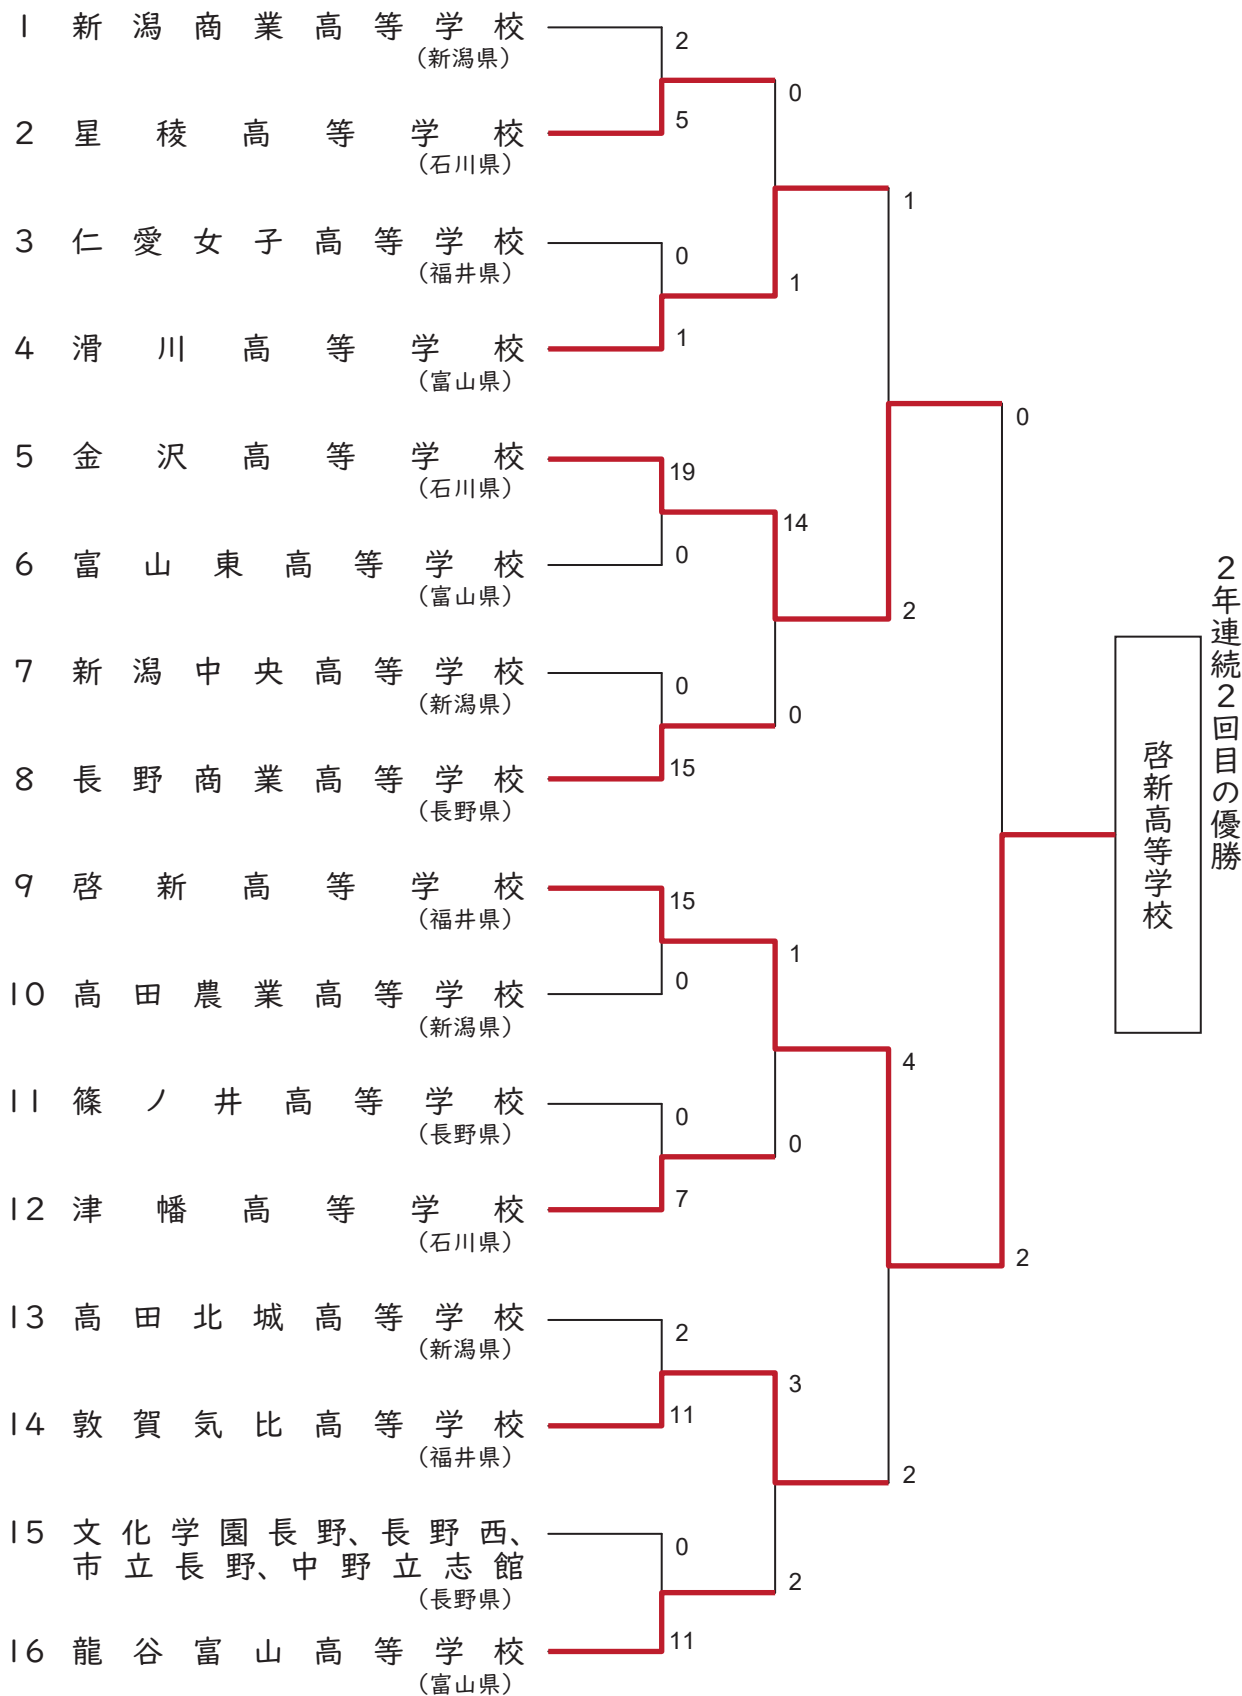 1 新潟商業高等学校
(新潟県)
2
0
2 星稜高等学校
5
(石川県)
1
3 仁愛女子高等学校
0
(福井県)
1
4 滑川高等学校
1
(富山県)
0
5 金沢高等学校
19
(石川県)
14
6 富山東高等学校
0
(富山県)
2
7 新潟中央高等学校
0
(新潟県)
0
8 長野商業高等学校
15
(長野県)
9 啓新高等学校
15
(福井県)
1
10 高田農業高等学校
0
(新潟県)
4
11 篠ノ井高等学校
0
(長野県)
0
12 津幡高等学校
7
(石川県)
2
13 高田北城高等学校
2
(新潟県)
3
14 敦賀気比高等学校
11
(福井県)
2
15 文化学園長野、長野西、
市立長野、中野立志館
0
(長野県)
2
16 龍谷富山高等学校
11
(富山県)
2年連続2回目の優勝
啓新高等学校